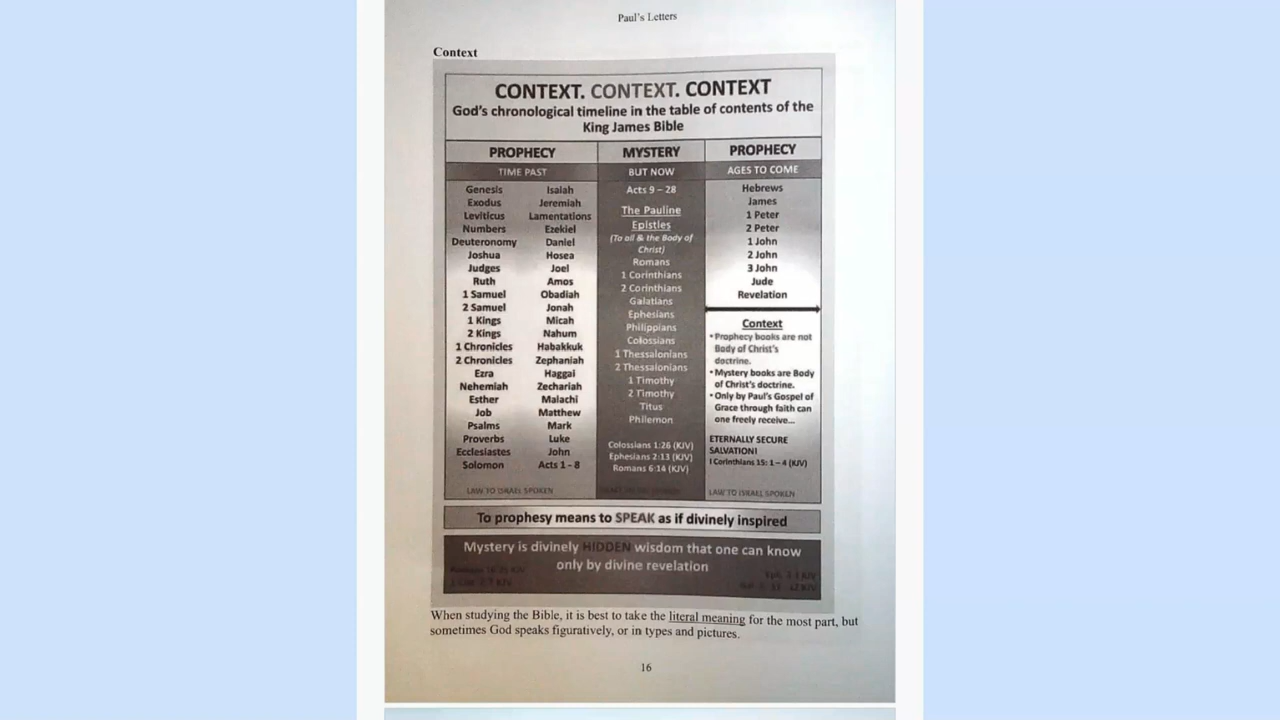 Paul's Letters
Context
CONTEXT. CONTEXT. CONTEXT
God's chronological timeline in the table of contents of the
King James Bible
PROPHECY
TIME PAST
Genesis Isaiah
Exodus Jeremiah
Leviticus Lamentations
Numbers Ezekiel
Deuteronomy Daniel
Joshua Hosea
Judges Joel
Ruth Amos
1 Samuel Obadiah
2 Samuel Jonah
1 Kings Micah
2 Kings Nahum
1 Chronicles Habakkuk
2 Chronicles Zephaniah
Ezra Haggai
Nehemiah Zechariah
Esther Malachi
Job Matthew
Psalms Mark
Proverbs Luke
Ecclesiastes John
Solomon Acts 1 - 8
LAW TO ISRAEL SPOKEN
MYSTERY
BUT NOW
Acts 9 – 28
The Pauline
Epistles
(To all & the Body of
Christ)
Romans
1 Corinthians
2 Corinthians
Galatians
Ephesians
Philippians
Colossians
1 Thessalonians
2 Thessalonians
1 Timothy
2 Timothy
Titus
Philemon
Colossians 1:26 (KJV)
Ephesians 2:13 (KJV)
Romans 6:14 (KJV)
PROPHECY
AGES TO COME
Hebrews
James
1 Peter
2 Peter
1 John
2 John
3 John
Jude
Revelation
Context
• Prophecy books are not
Body of Christ's
doctrine.
• Mystery books are Body
of Christ's doctrine.
• Only by Paul's Gospel of
Grace through faith can
one freely receive...
ETERNALLY SECURE
SALVATION!
I Corinthians 15: 1 – 4 (KJV)
LAW TO ISRAEL SPOKEN
To prophesy means to SPEAK as if divinely inspired
Mystery is divinely HIDDEN wisdom that one can know
only by divine revelation
When studying the Bible, it is best to take the literal meaning for the most part, but
sometimes God speaks figuratively, or in types and pictures.
16